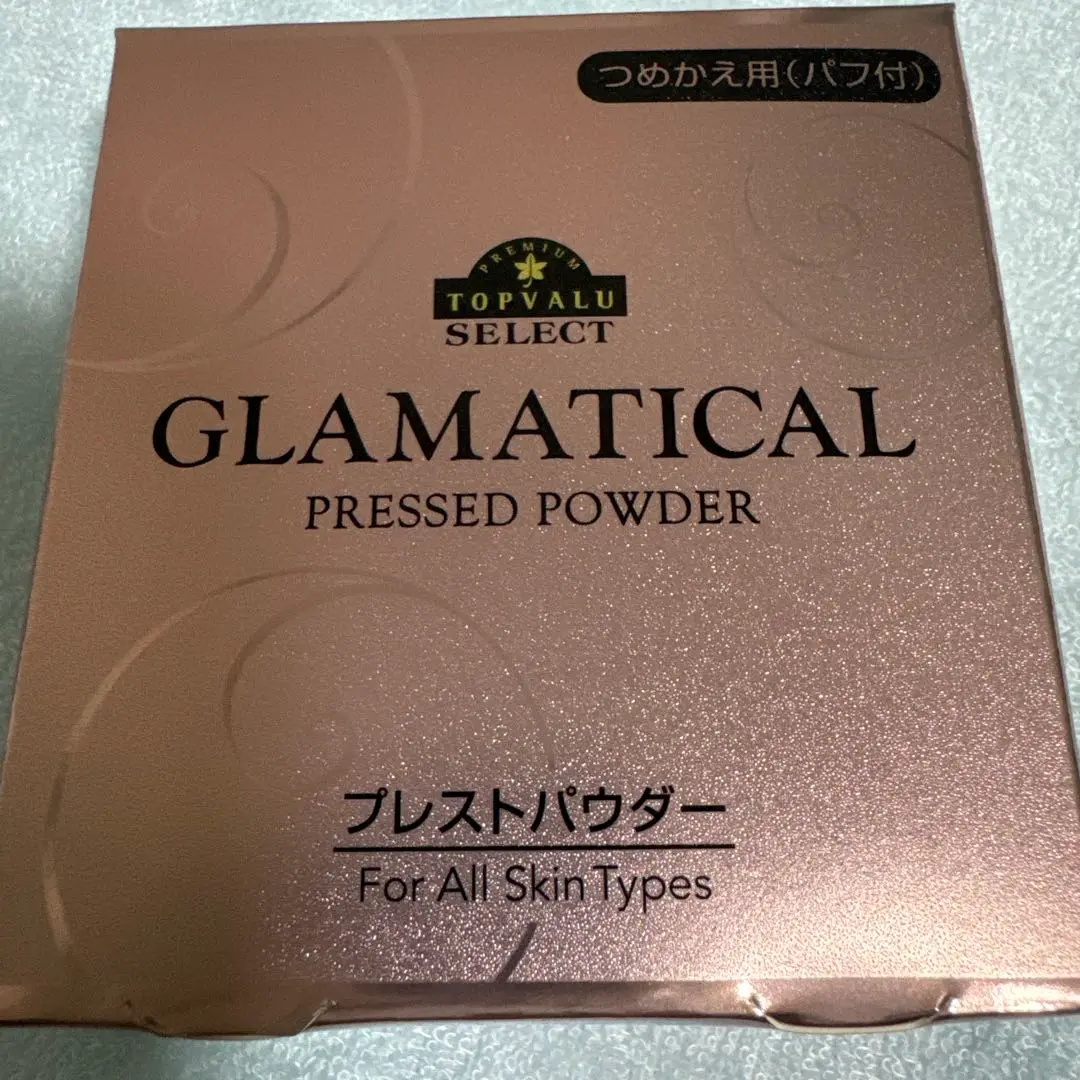 つめかえ用(パフ付)
PREMIUM
TOPVALU
SELECT
GLAMATICAL
PRESSED POWDER
プレストパウダー
For All Skin Types